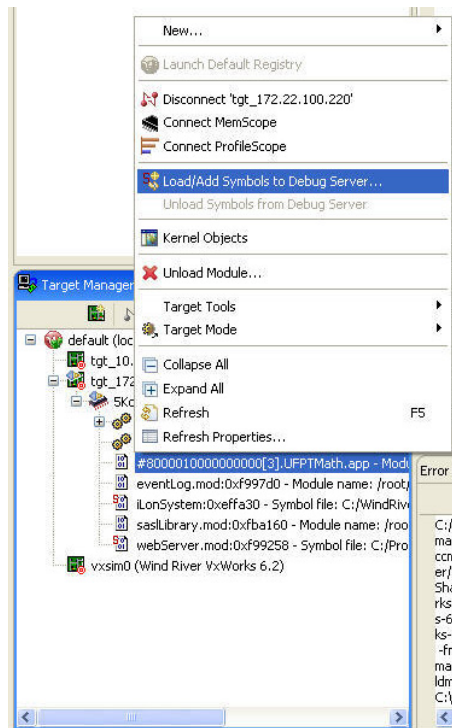 New...
Launch Default Registry
Disconnect 'tgt_172.22.100.220'
Connect MemScope
Connect ProfileScope
Load/Add Symbols to Debug Server...
Unload Symbols from Debug Server
Kernel Objects
Unload Module...
Target Manager
Target Tools
Target Mode
default (loc
Collapse All
tgt_10.
Expand All
tgt_172
Refresh F5
5Ko
Refresh Properties...
#8000010000000000[3].UFPTMath.app - Modu
Error
eventLog.mod:0xf997d0 - Module name: /root/
iLonSystem:0xeffa30 - Symbol file: C:/WindRive
saslLibrary.mod:0xfba160 - Module name: /roo
webServer.mod:0xf99258 - Symbol file: C:/Pro
vxsim0 (Wind River VxWorks 6.2)
C:/
ma
ccm
er/
Sha
rks
s-6
ks-
-fr
ma
ldm
C:\